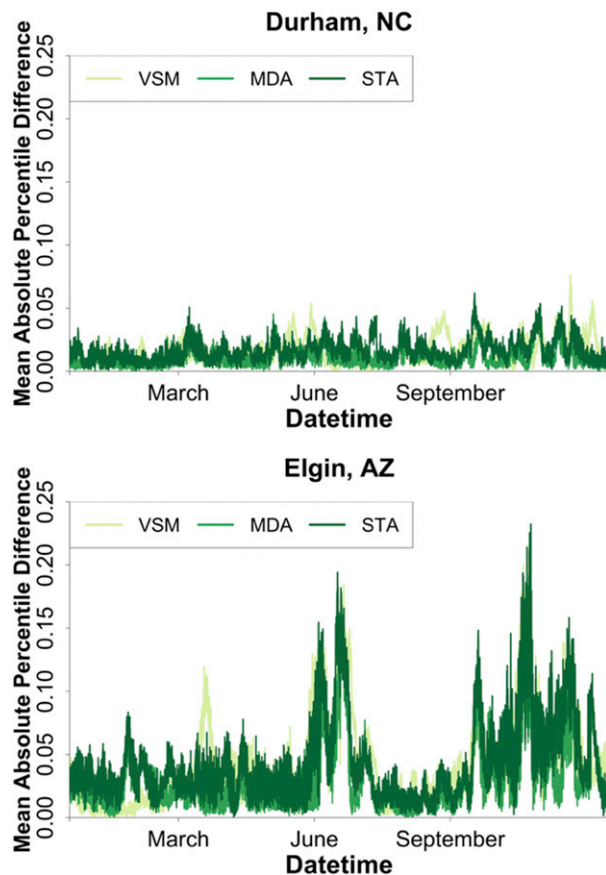 Durham, NC
Mean Absolute Percentile Difference
0.25
0.20
0.15
0.10
0.05
0.00
VSM MDA STA
March June September
Datetime
Elgin, AZ
Mean Absolute Percentile Difference
0.25
0.20
0.15
0.10
0.05
0.00
VSM MDA STA
March June September
Datetime